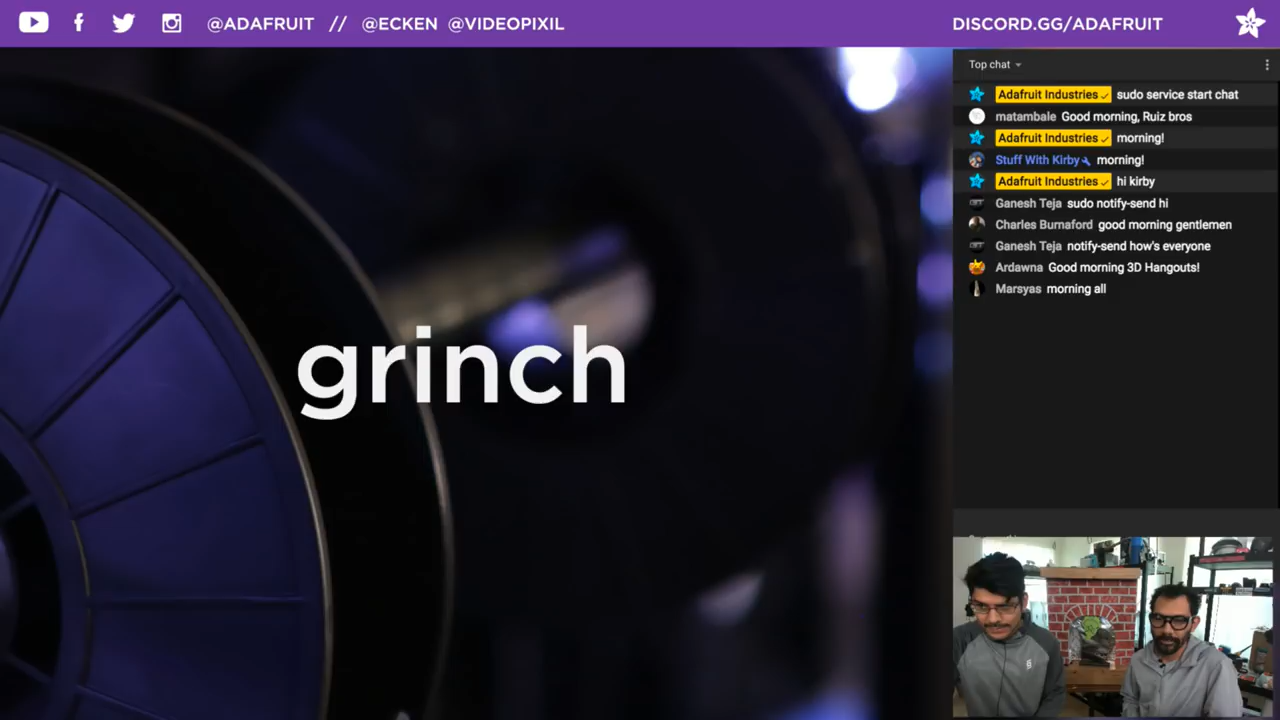 @ADAFRUIT // @ECKEN @VIDEOPIXIL
DISCORD.GG/ADAFRUIT
Top chat
Adafruit Industries sudo service start chat
matambale Good morning, Ruiz bros
Adafruit Industries morning!
Stuff With Kirby morning!
Adafruit Industries hi kirby
Ganesh Teja sudo notify-send hi
Charles Burnaford good morning gentlemen
Ganesh Teja notify-send how's everyone
Ardawna Good morning 3D Hangouts!
Marsyas morning all
grinch